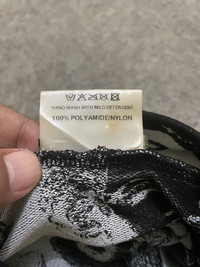 HAND WASH WITH MILD DETERGENT
100% POLYAMIDE/NYLON